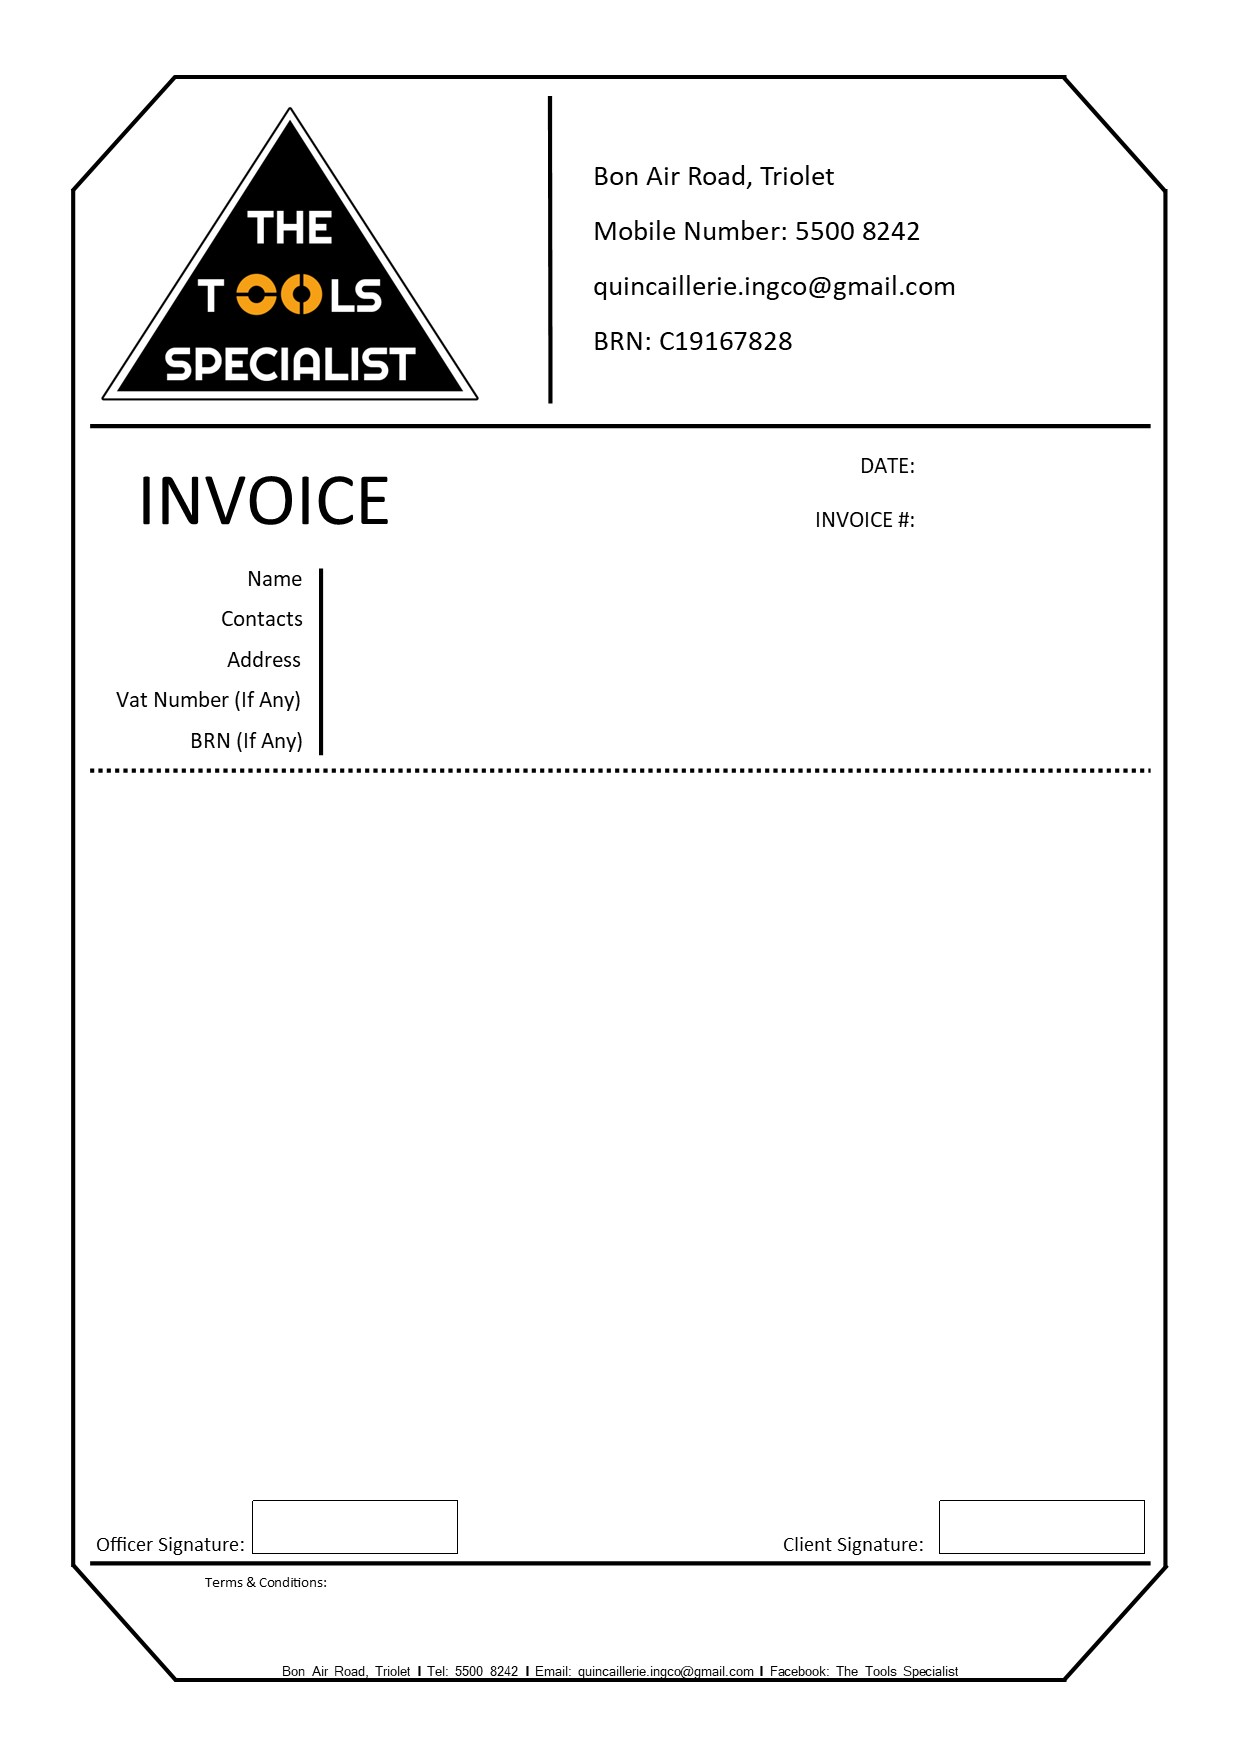 THE
TOOLS
SPECIALIST
Bon Air Road, Triolet
Mobile Number: 5500 8242
quincaillerie.ingco@gmail.com
BRN: C19167828
INVOICE
DATE:
INVOICE #:
Name
Contacts
Address
Vat Number (If Any)
BRN (If Any)
Officer Signature:
Client Signature:
Terms & Conditions:
Bon Air Road, Triolet I Tel: 5500 8242 I Email: quincaillerie.ingco@gmail.com I Facebook: The Tools Specialist